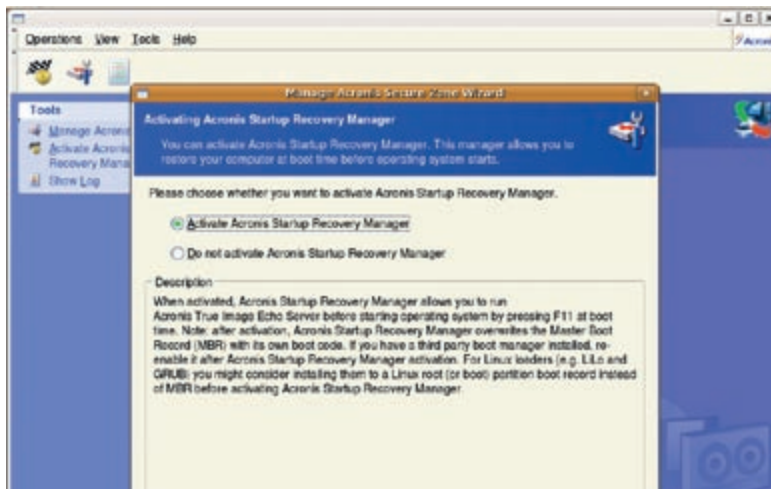 Operations View Tools Help
Acronis
Manage Acronis Secure Zone Wizard
Tools
Manage Acronis
Activate Acronis
Recovery Mana
Show Log
Activating Acronis Startup Recovery Manager
You can activate Acronis Startup Recovery Manager. This manager allows you to
restore your computer at boot time before operating system starts.
Please choose whether you want to activate Acronis Startup Recovery Manager.
Activate Acronis Startup Recovery Manager
Do not activate Acronis Startup Recovery Manager
Description
When activated, Acronis Startup Recovery Manager allows you to run
Acronis True Image Echo Server before starting operating system by pressing F11 at boot
time. Note: after activation, Acronis Startup Recovery Manager overwrites the Master Boot
Record (MBR) with its own boot code. If you have a third party boot manager installed, re-
enable it after Acronis Startup Recovery Manager activation. For Linux loaders (e.g. LiLo and
GRUB) you might consider installing them to a Linux root (or boot) partition boot record instead
of MBR before activating Acronis Startup Recovery Manager.